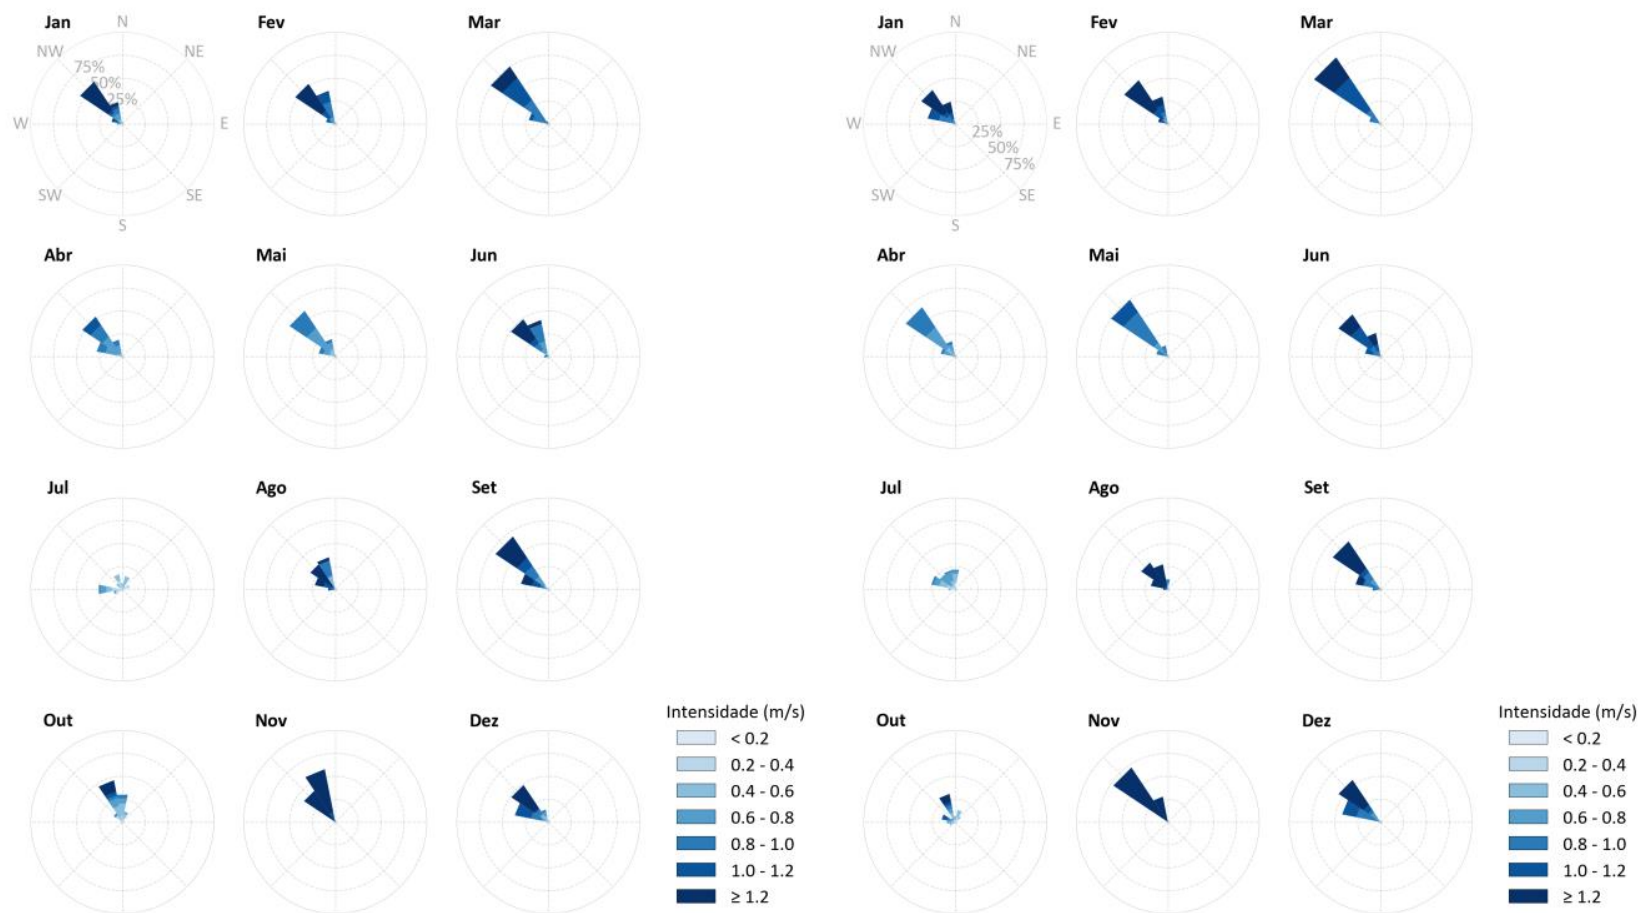 Jan
N
NW
NE
75%
50%
25%
W
E
SW
SE
S
Fev
Mar
Abr
Mai
Jun
Jul
Ago
Set
Out
Nov
Dez
Intensidade (m/s)
< 0.2
0.2 - 0.4
0.4 - 0.6
0.6 - 0.8
0.8 - 1.0
1.0 - 1.2
≥ 1.2
Jan
N
NW
NE
W
E
25%
50%
75%
SW
SE
S
Fev
Mar
Abr
Mai
Jun
Jul
Ago
Set
Out
Nov
Dez
Intensidade (m/s)
< 0.2
0.2 - 0.4
0.4 - 0.6
0.6 - 0.8
0.8 - 1.0
1.0 - 1.2
≥ 1.2